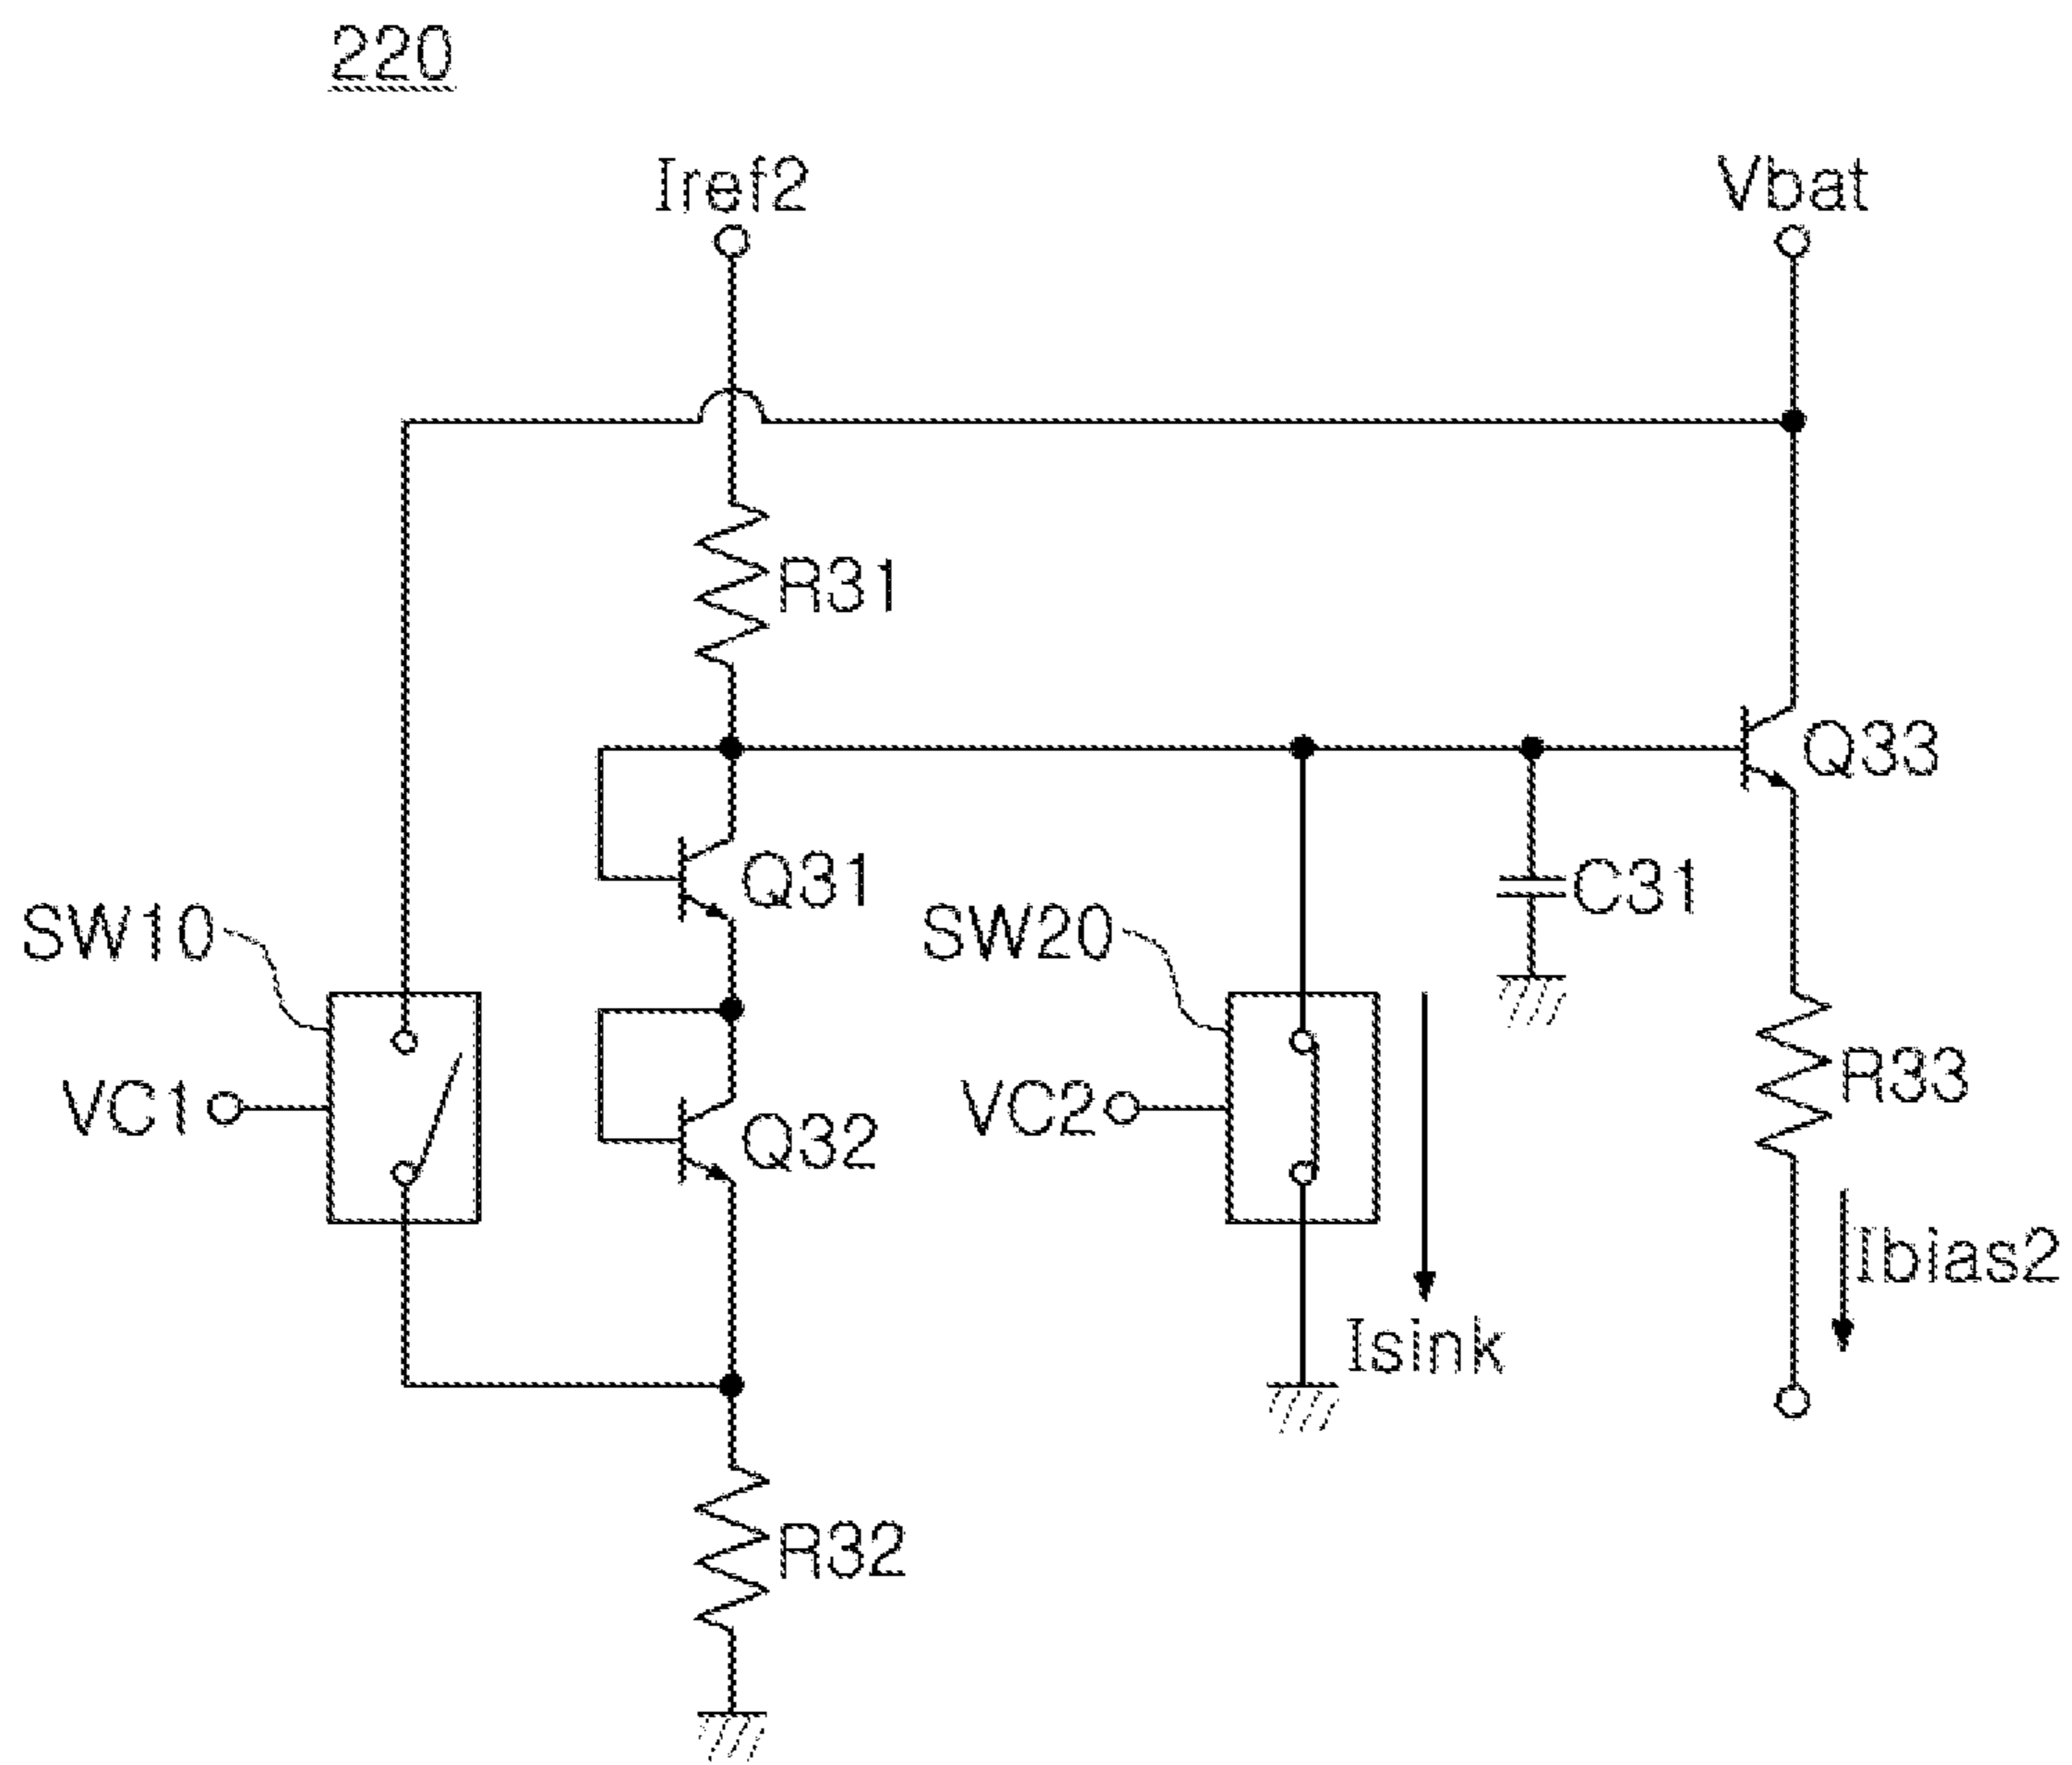 220
Iref2
Vbat
R31
Q33
Q31
C31
SW10
SW20
R33
VC1
VC2
Q32
Ibias2
Isink
R32